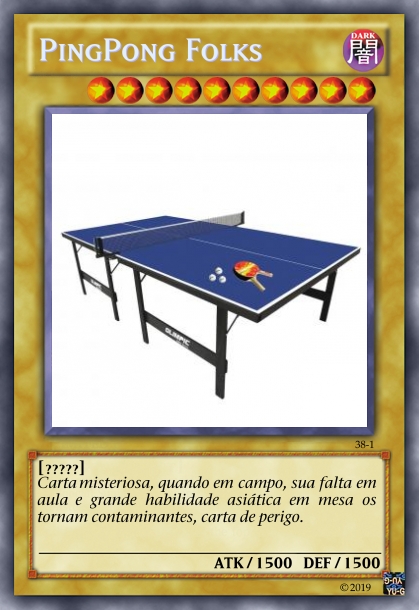 PingPong Folks
DARK
闇
OLIMPIC
38-1
[?????]
Carta misteriosa, quando em campo, sua falta em
aula e grande habilidade asiática em mesa os
tornam contaminantes, carta de perigo.
ATK / 1500 DEF / 1500
©2019